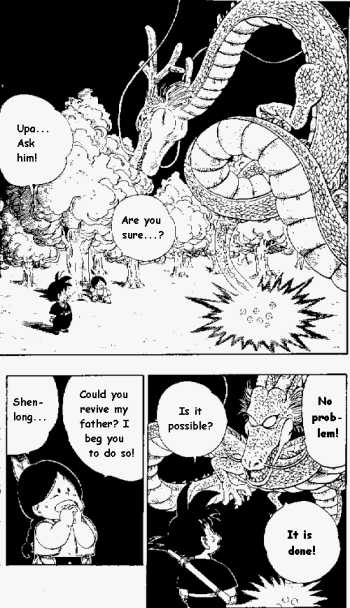 Upa...
Ask
him!
Are you
sure...?
Shen-
long...
Could you
revive my
father? I
beg you
to do so!
Is it
possible?
No
prob-
lem!
It is
done!